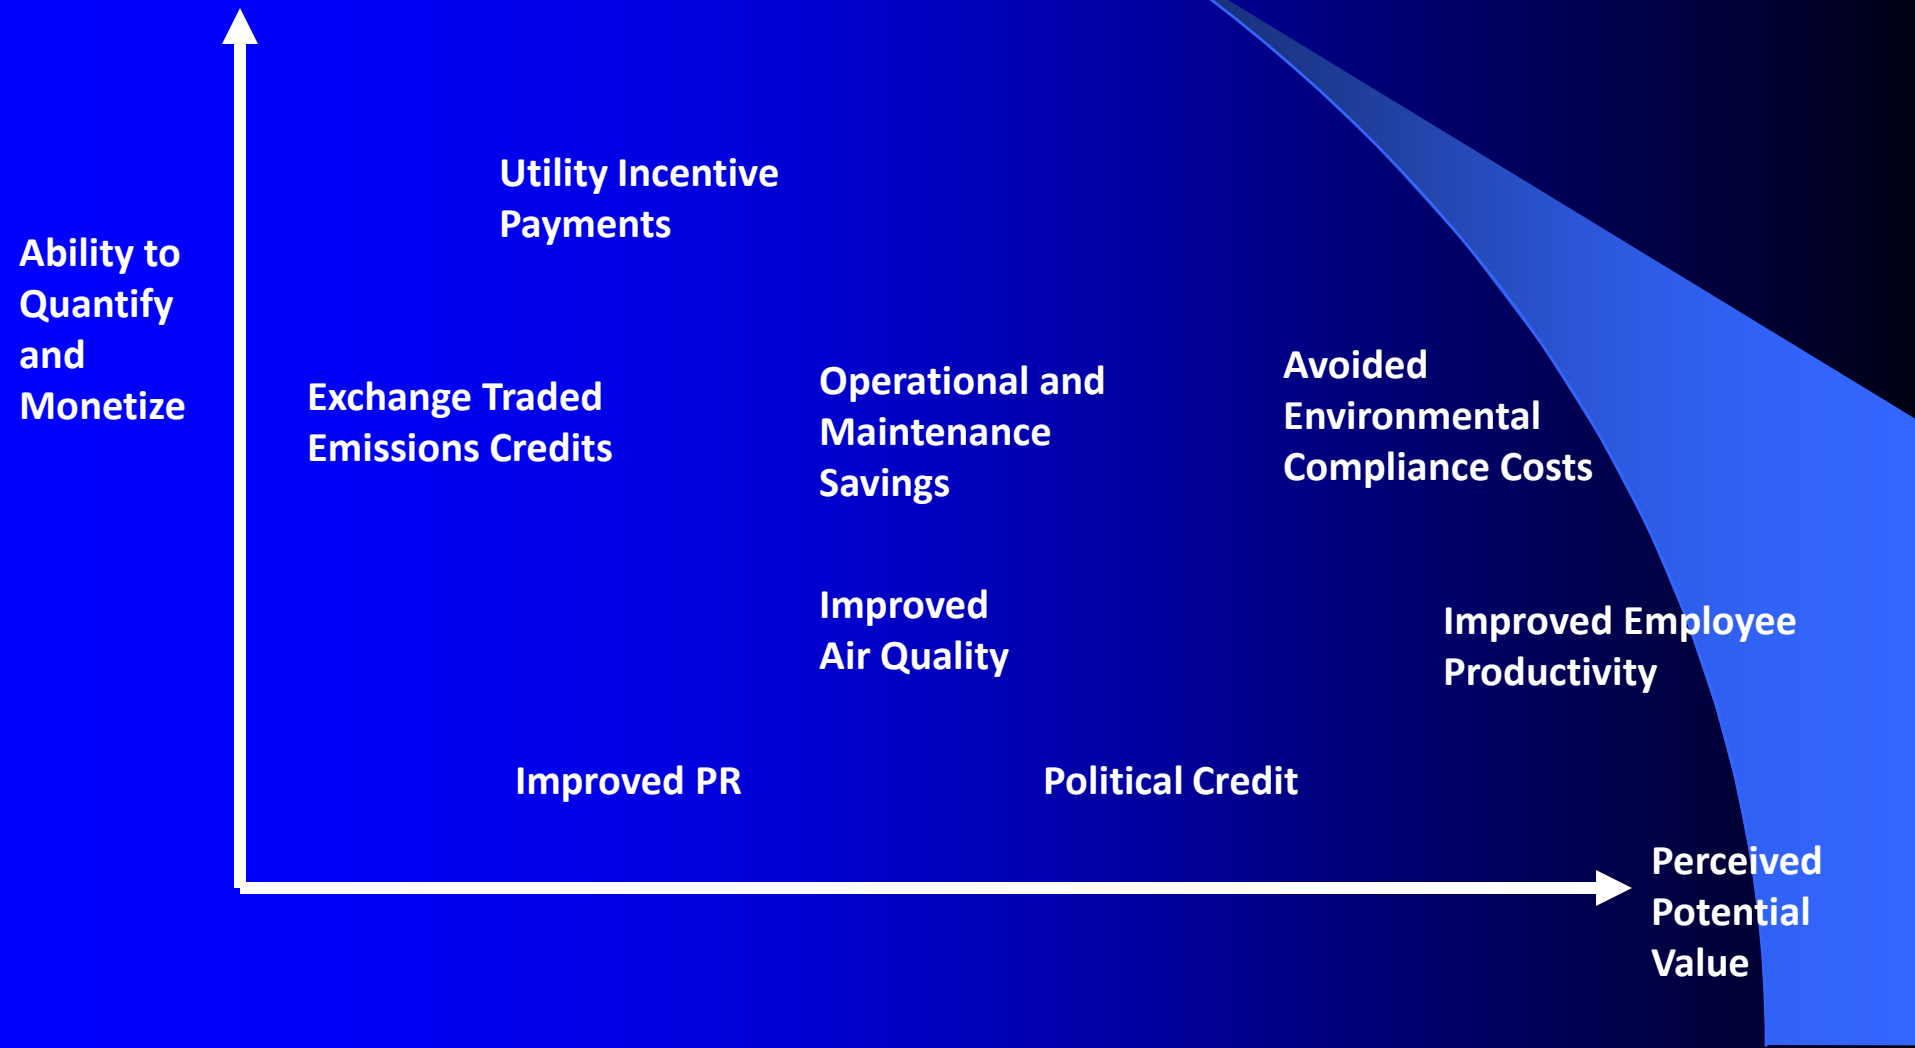 Utility Incentive
Payments
Ability to
Quantify
and
Monetize
Exchange Traded
Emissions Credits
Operational and
Maintenance
Savings
Avoided
Environmental
Compliance Costs
Improved
Air Quality
Improved Employee
Productivity
Improved PR
Political Credit
Perceived
Potential
Value